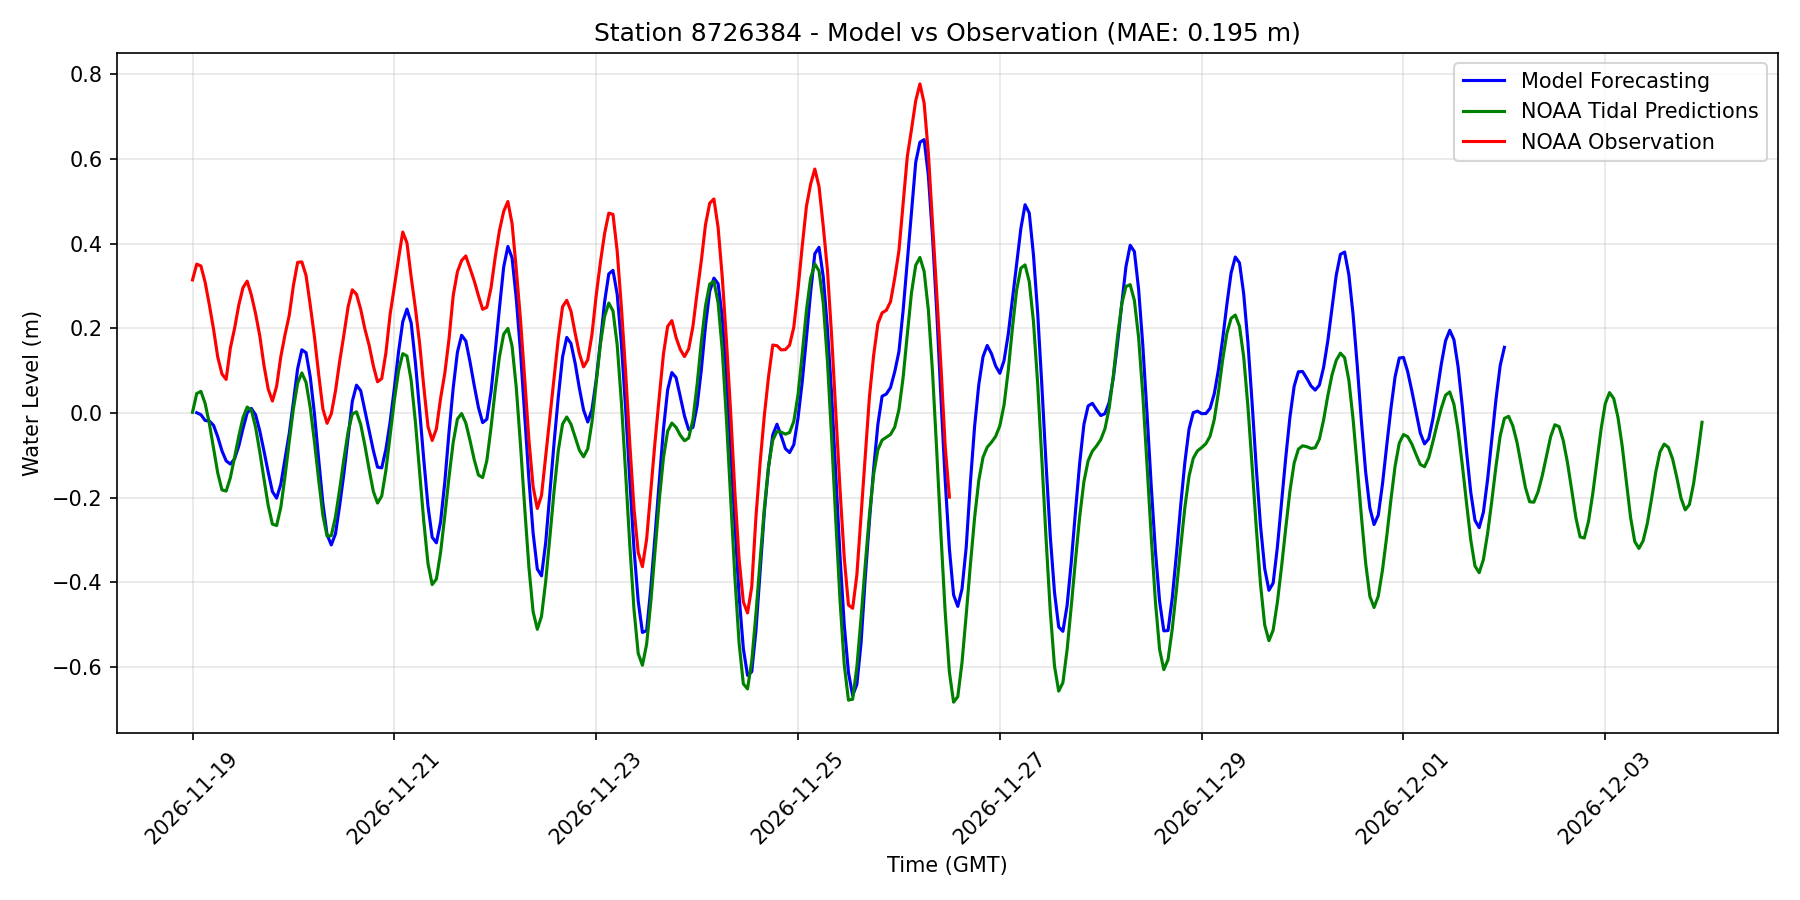 Station 8726384 - Model vs Observation (MAE: 0.195 m)
Model Forecasting
NOAA Tidal Predictions
NOAA Observation
Water Level (m)
0.8
0.6
0.4
0.2
0.0
−0.2
−0.4
−0.6
2026-11-19
2026-11-21
2026-11-23
2026-11-25
2026-11-27
2026-11-29
2026-12-01
2026-12-03
Time (GMT)